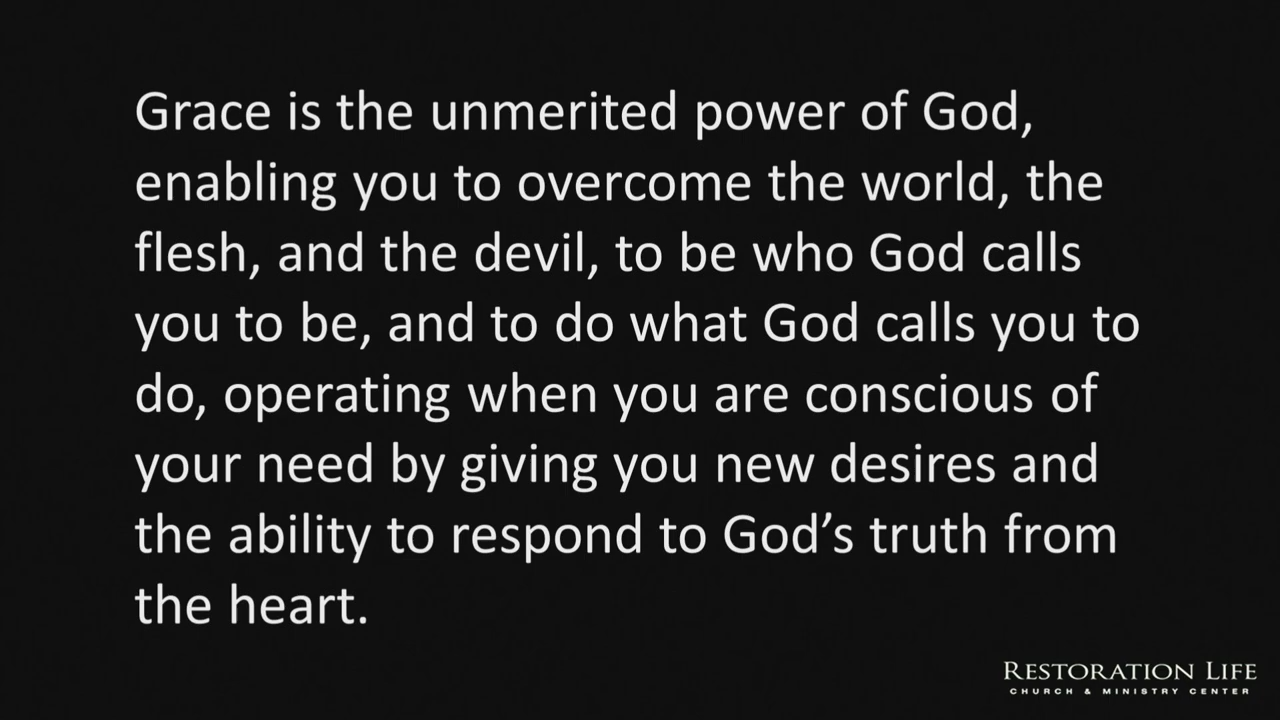 Grace is the unmerited power of God,
enabling you to overcome the world, the
flesh, and the devil, to be who God calls
you to be, and to do what God calls you to
do, operating when you are conscious of
your need by giving you new desires and
the ability to respond to God’s truth from
the heart.
RESTORATION LIFE
CHURCH & MINISTRY CENTER